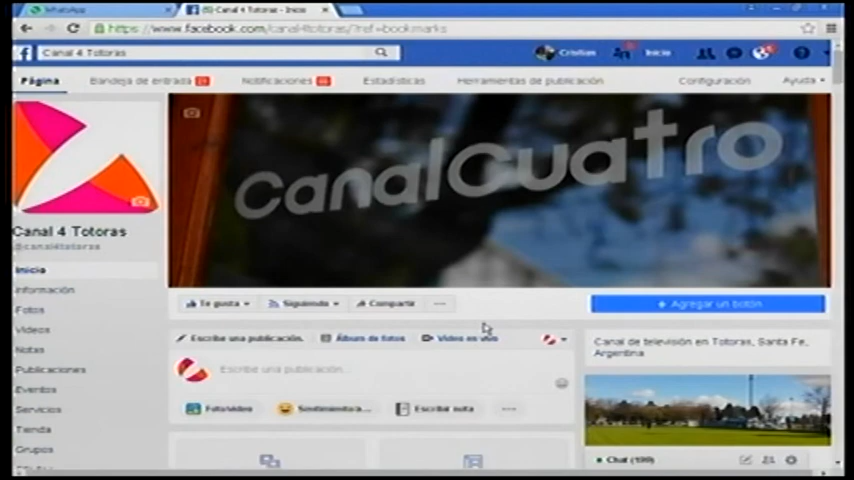 WhatsApp
(5) Canal 4 Totoras - Inicio
https://www.facebook.com/canal4totoras/?ref=bookmarks
Canal 4 Totoras
Cristian
Inicio
Página
Bandeja de entrada
Notificaciones
Estadísticas
Herramientas de publicación
Configuración
Ayuda
canalcuatro
Canal 4 Totoras
@canal4totoras
Inicio
Información
Fotos
Videos
Notas
Publicaciones
Eventos
Servicios
Tienda
Grupos
Te gusta
Siguiendo
Compartir
+ Agregar un botón
Escribe una publicación.
Álbum de fotos
Video en vivo
Escribe una publicación...
Foto/video
Sentimiento/a...
Escribir nota
Canal de televisión en Totoras, Santa Fe,
Argentina
Chat (199)